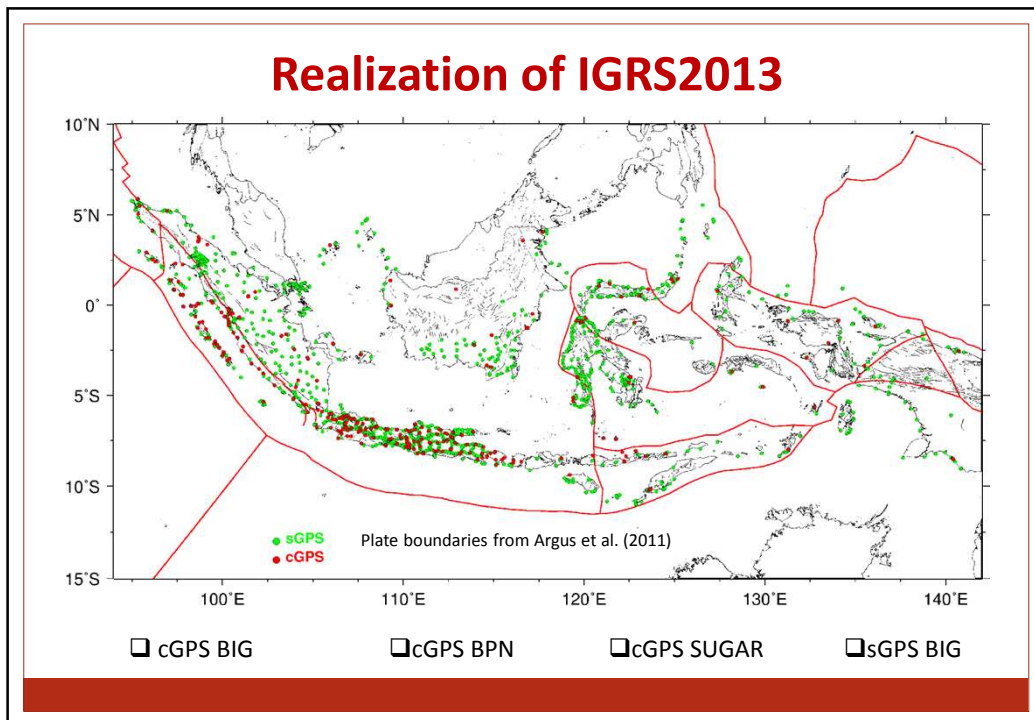 Realization of IGRS2013
10°N
5°N
0°
5°S
10°S
15°S
sGPS
cGPS
Plate boundaries from Argus et al. (2011)
100°E
110°E
120°E
130°E
140°E
❑ cGPS BIG
❑cGPS BPN
❑cGPS SUGAR
❑sGPS BIG